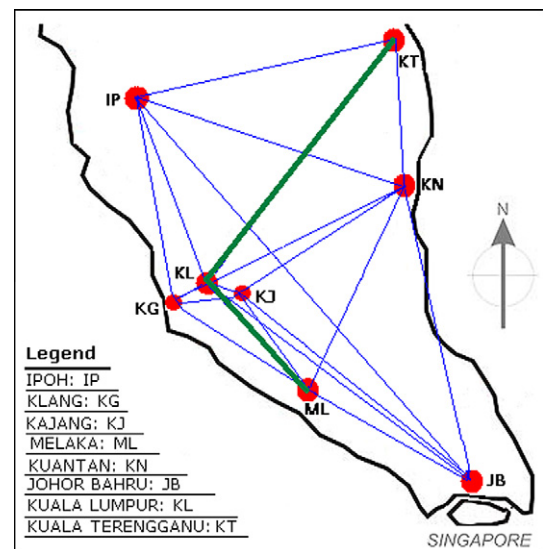 KT
IP
KN
N
KL
KJ
KG
ML
JB
Legend
IPOH: IP
KLANG: KG
KAJANG: KJ
MELAKA: ML
KUANTAN: KN
JOHOR BAHRU: JB
KUALA LUMPUR: KL
KUALA TERENGGANU: KT
SINGAPORE